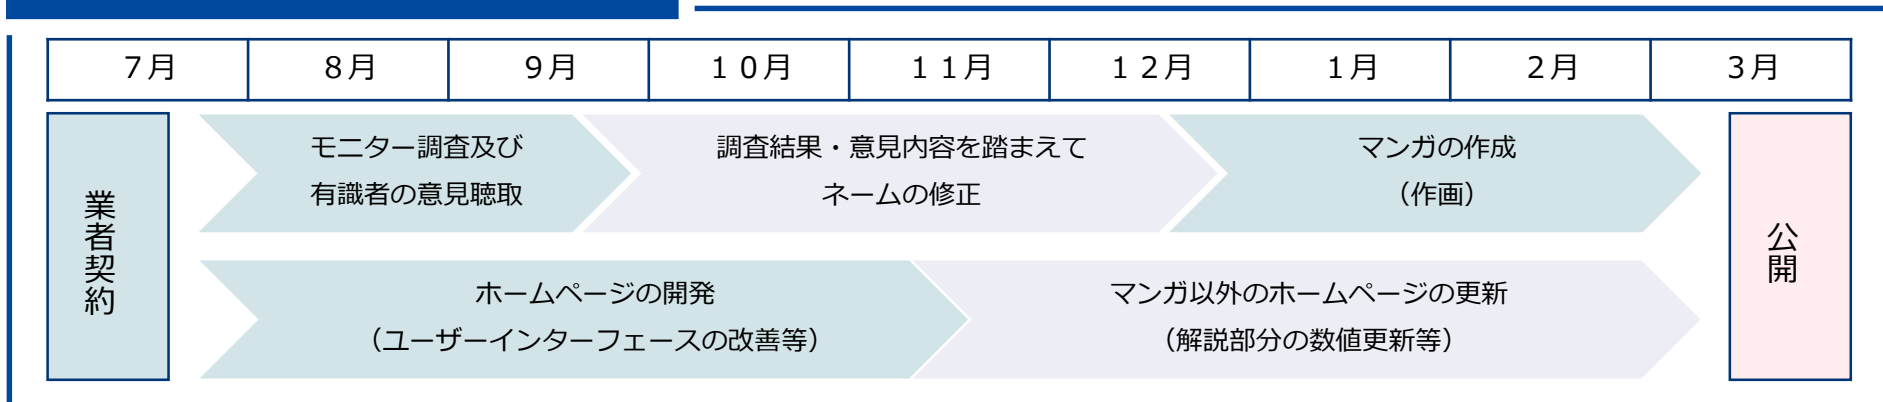 ７月
８月
９月
１０月
１１月
１２月
１月
２月
３月
業者契約
モニター調査及び
有識者の意見聴取
調査結果・意見内容を踏まえて
ネームの修正
マンガの作成
（作画）
ホームページの開発
（ユーザーインターフェースの改善等）
マンガ以外のホームページの更新
（解説部分の数値更新等）
公開